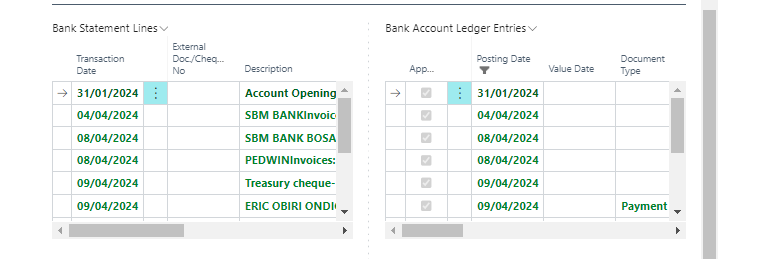 Bank Statement Lines
Transaction Date
External Doc./Cheq... No
Description
31/01/2024 Account Opening
04/04/2024 SBM BANKInvoic
08/04/2024 SBM BANK BOSA
08/04/2024 PEDWINInvoices:
09/04/2024 Treasury cheque-
09/04/2024 ERIC OBIRI ONDI
Bank Account Ledger Entries
App...
Posting Date
Value Date
Document Type
31/01/2024
04/04/2024
08/04/2024
08/04/2024
09/04/2024
09/04/2024 Payment